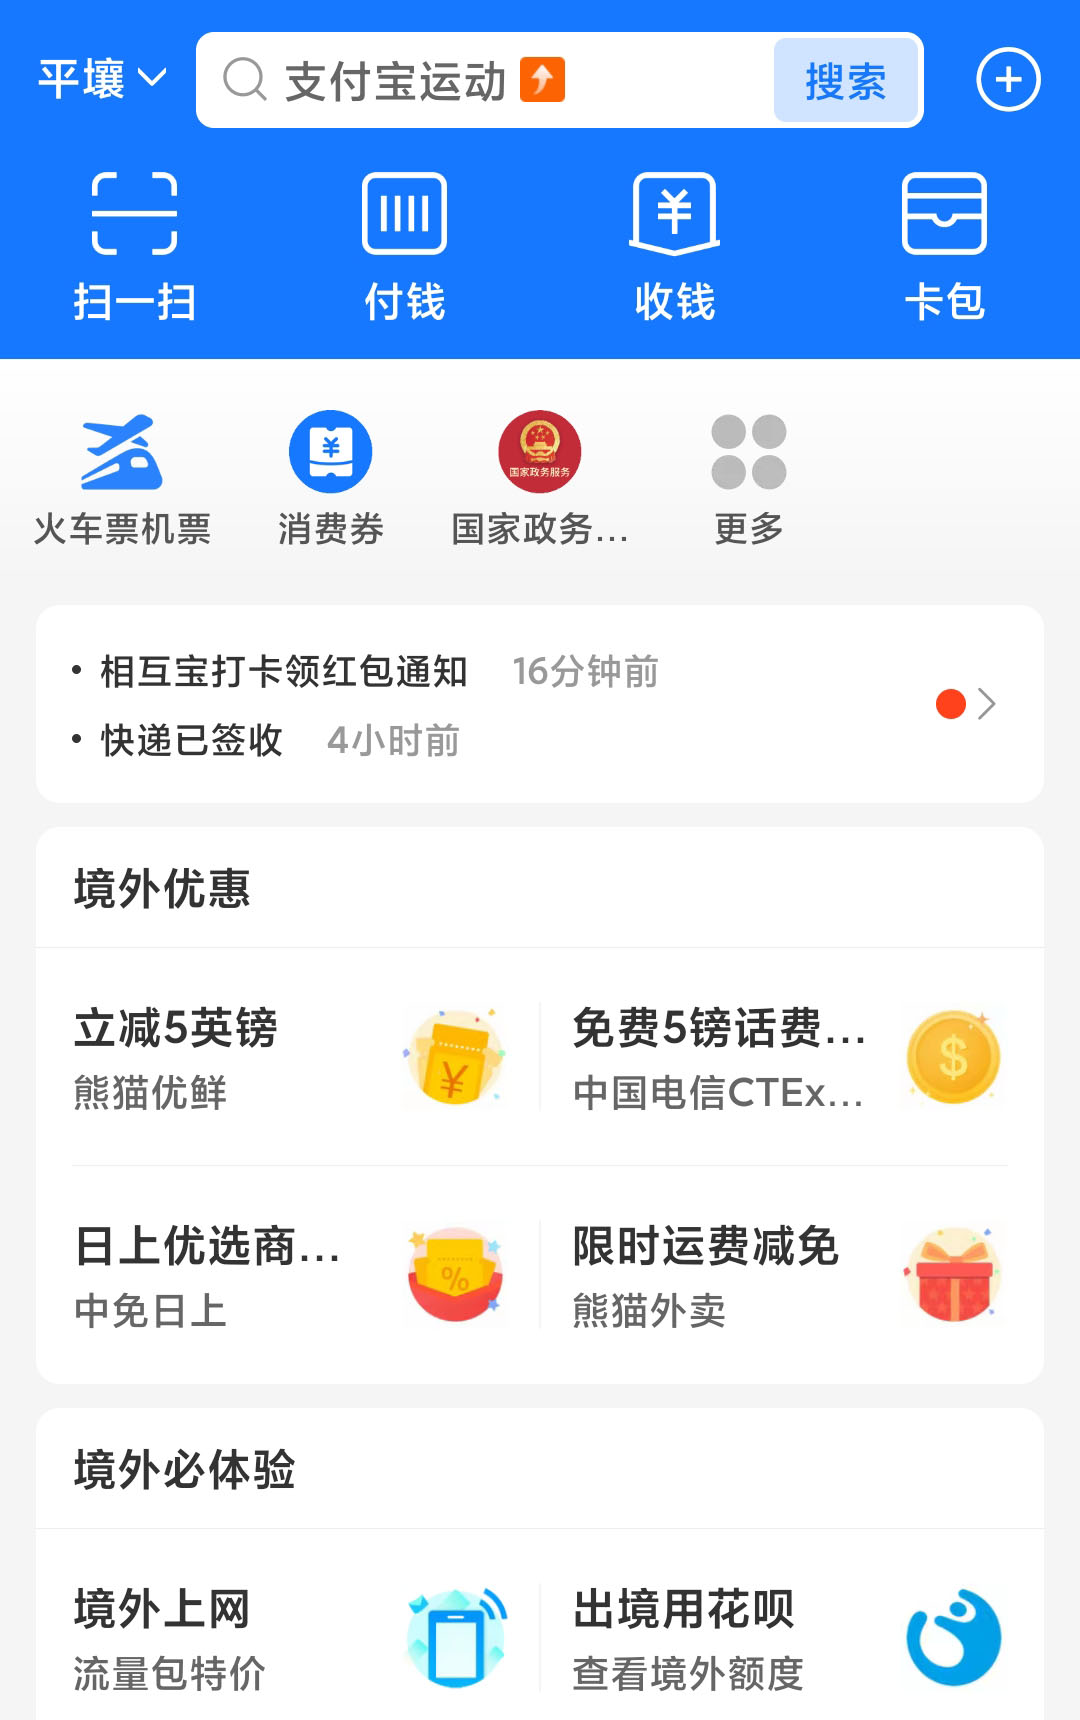 平壤
支付宝运动
搜索
扫一扫
付钱
收钱
卡包
国家政务服务
火车票机票
消费券
国家政务...
更多
相互宝打卡领红包通知 16分钟前
快递已签收 4小时前
境外优惠
立减5英镑
熊猫优鲜
免费5镑话费...
中国电信CTEx...
日上优选商...
中免日上
限时运费减免
熊猫外卖
境外必体验
境外上网
流量包特价
出境用花呗
查看境外额度